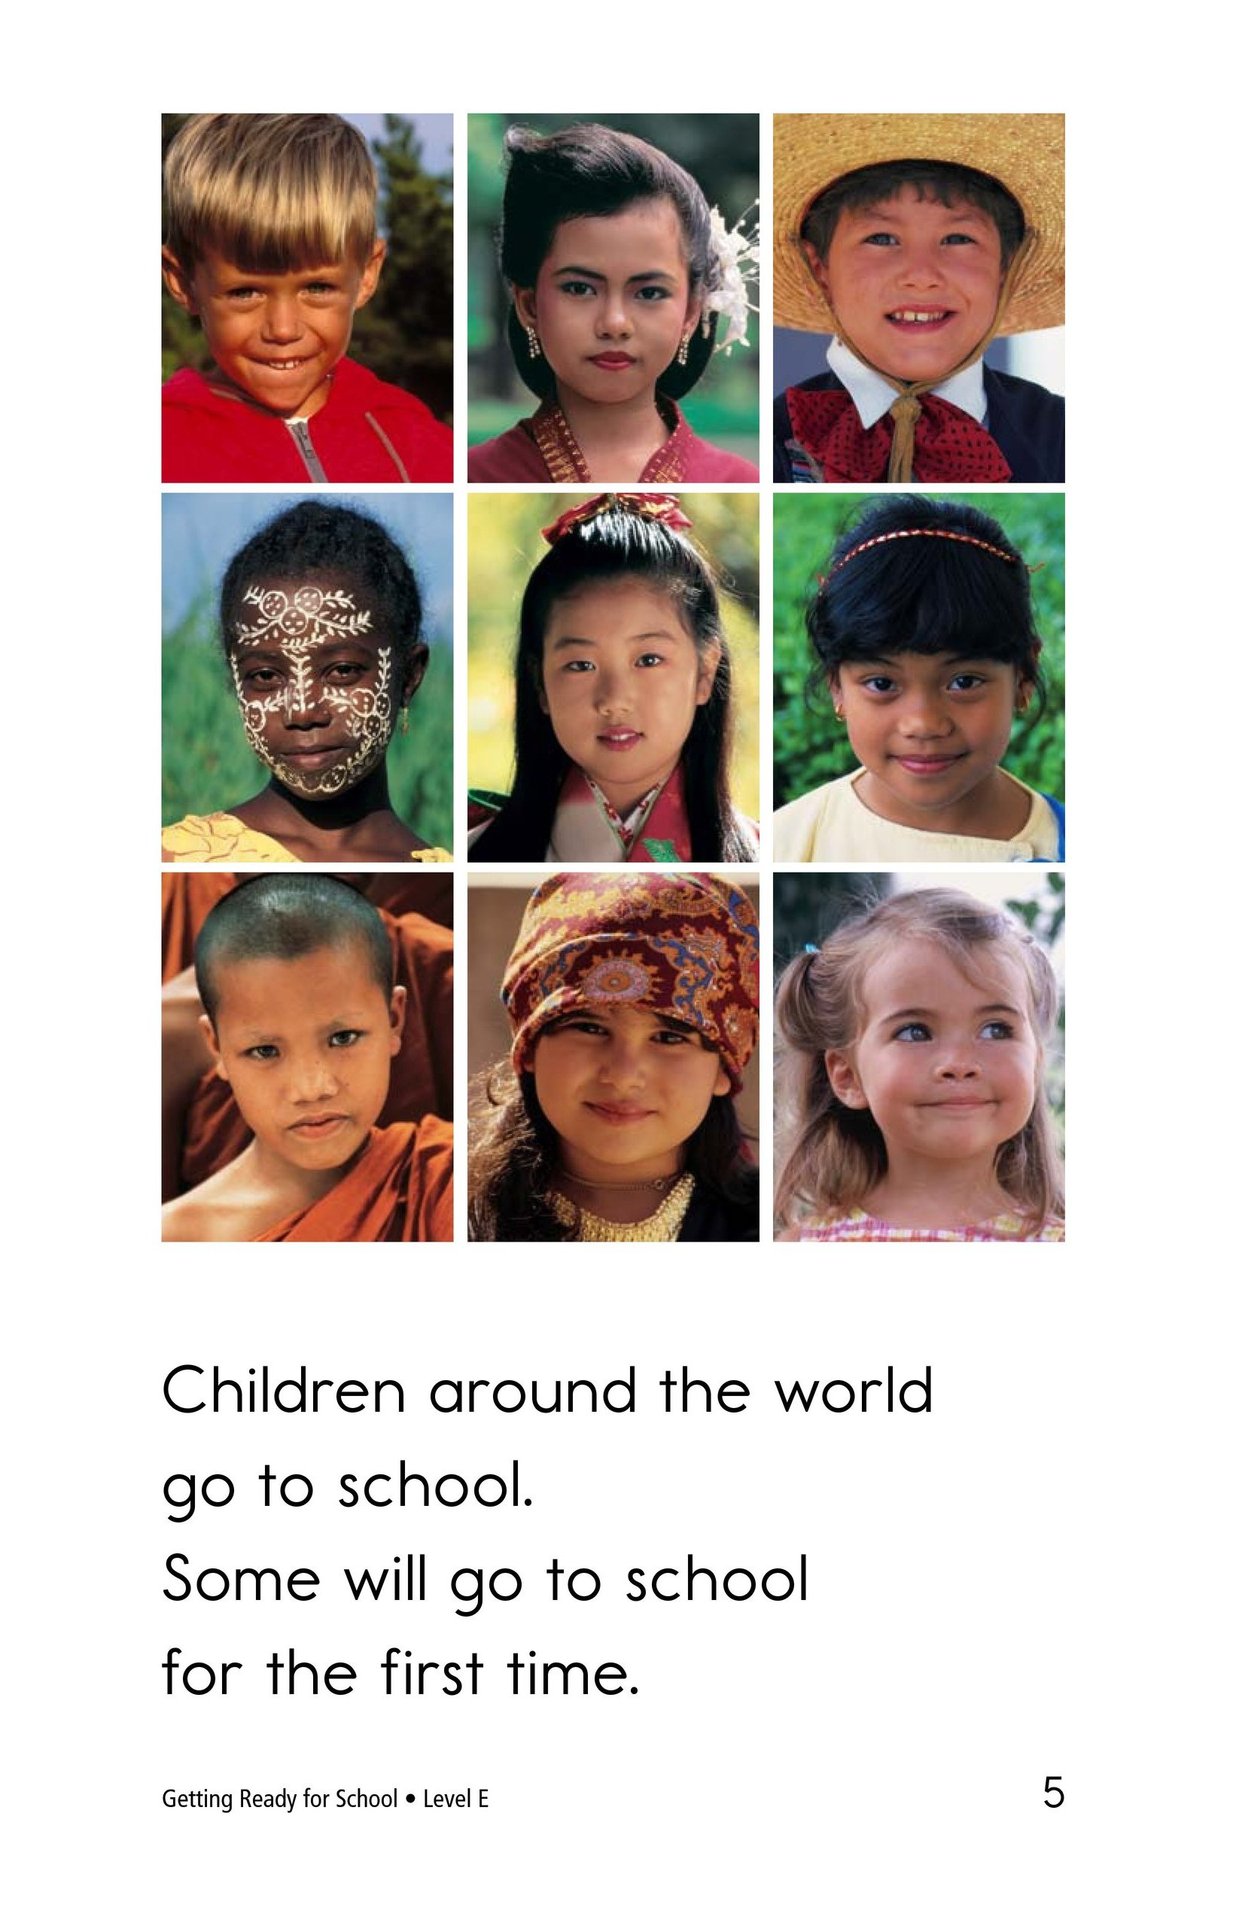 Children around the world
go to school.
Some will go to school
for the first time.
Getting Ready for School • Level E
5